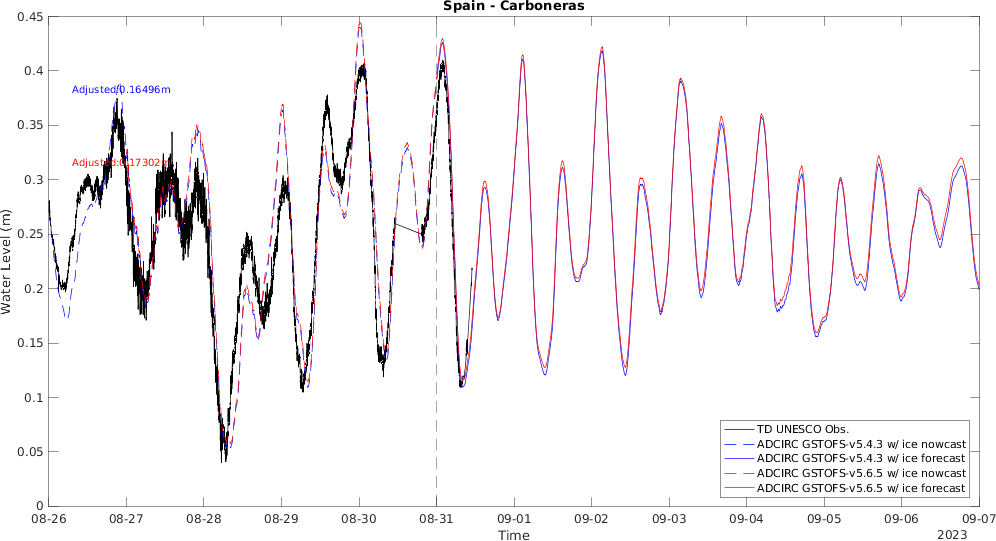 Spain - Carboneras
0.45
0.4
0.35
0.3
0.25
0.2
0.15
0.1
0.05
0
Water Level (m)
Adjusted:0.16496m
Adjusted:0.17302m
TD UNESCO Obs.
ADCIRC GSTOFS-v5.4.3 w/ ice nowcast
ADCIRC GSTOFS-v5.4.3 w/ ice forecast
ADCIRC GSTOFS-v5.6.5 w/ ice nowcast
ADCIRC GSTOFS-v5.6.5 w/ ice forecast
08-26 08-27 08-28 08-29 08-30 08-31 09-01 09-02 09-03 09-04 09-05 09-06 09-07
Time
2023